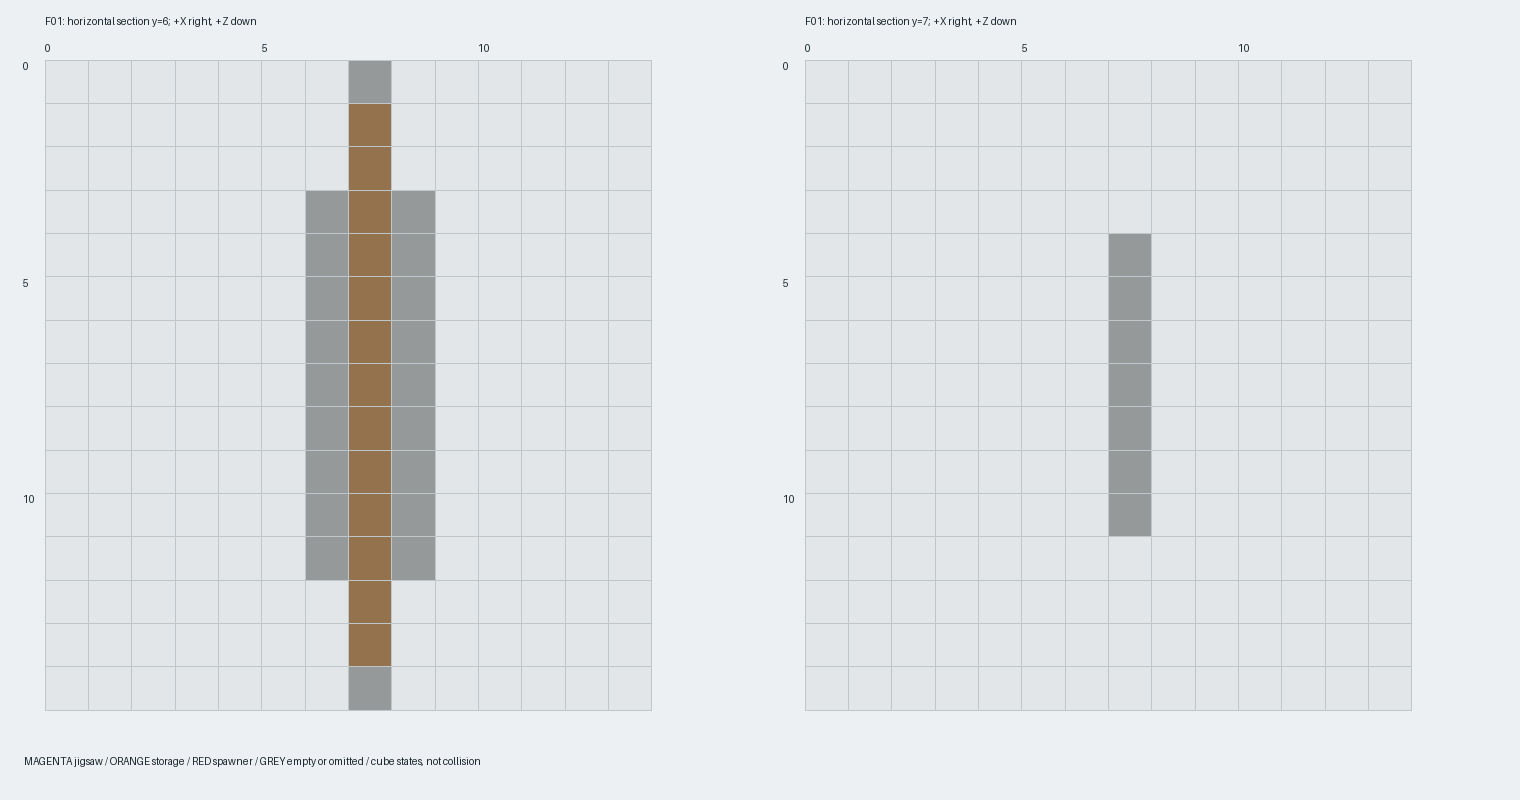 F01: horizontal section y=6; +X right, +Z down
F01: horizontal section y=7; +X right, +Z down
0 5 10
0 5 10
0
0
5
5
10
10
MAGENTA jigsaw / ORANGE storage / RED spawner / GREY empty or omitted / cube states, not collision